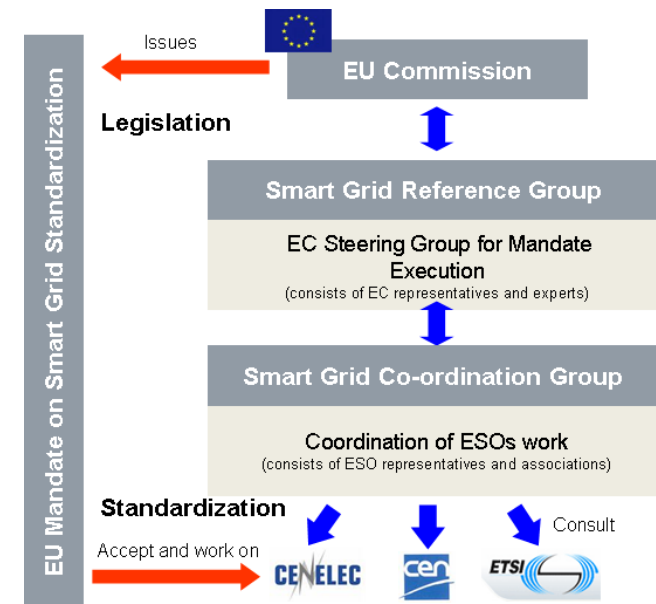 EU Mandate on Smart Grid Standardization
Issues
EU Commission
Legislation
Smart Grid Reference Group
EC Steering Group for Mandate
Execution
(consists of EC representatives and experts)
Smart Grid Co-ordination Group
Coordination of ESOs work
(consists of ESO representatives and associations)
Standardization
Consult
Accept and work on
CENELEC
cen
ETSI